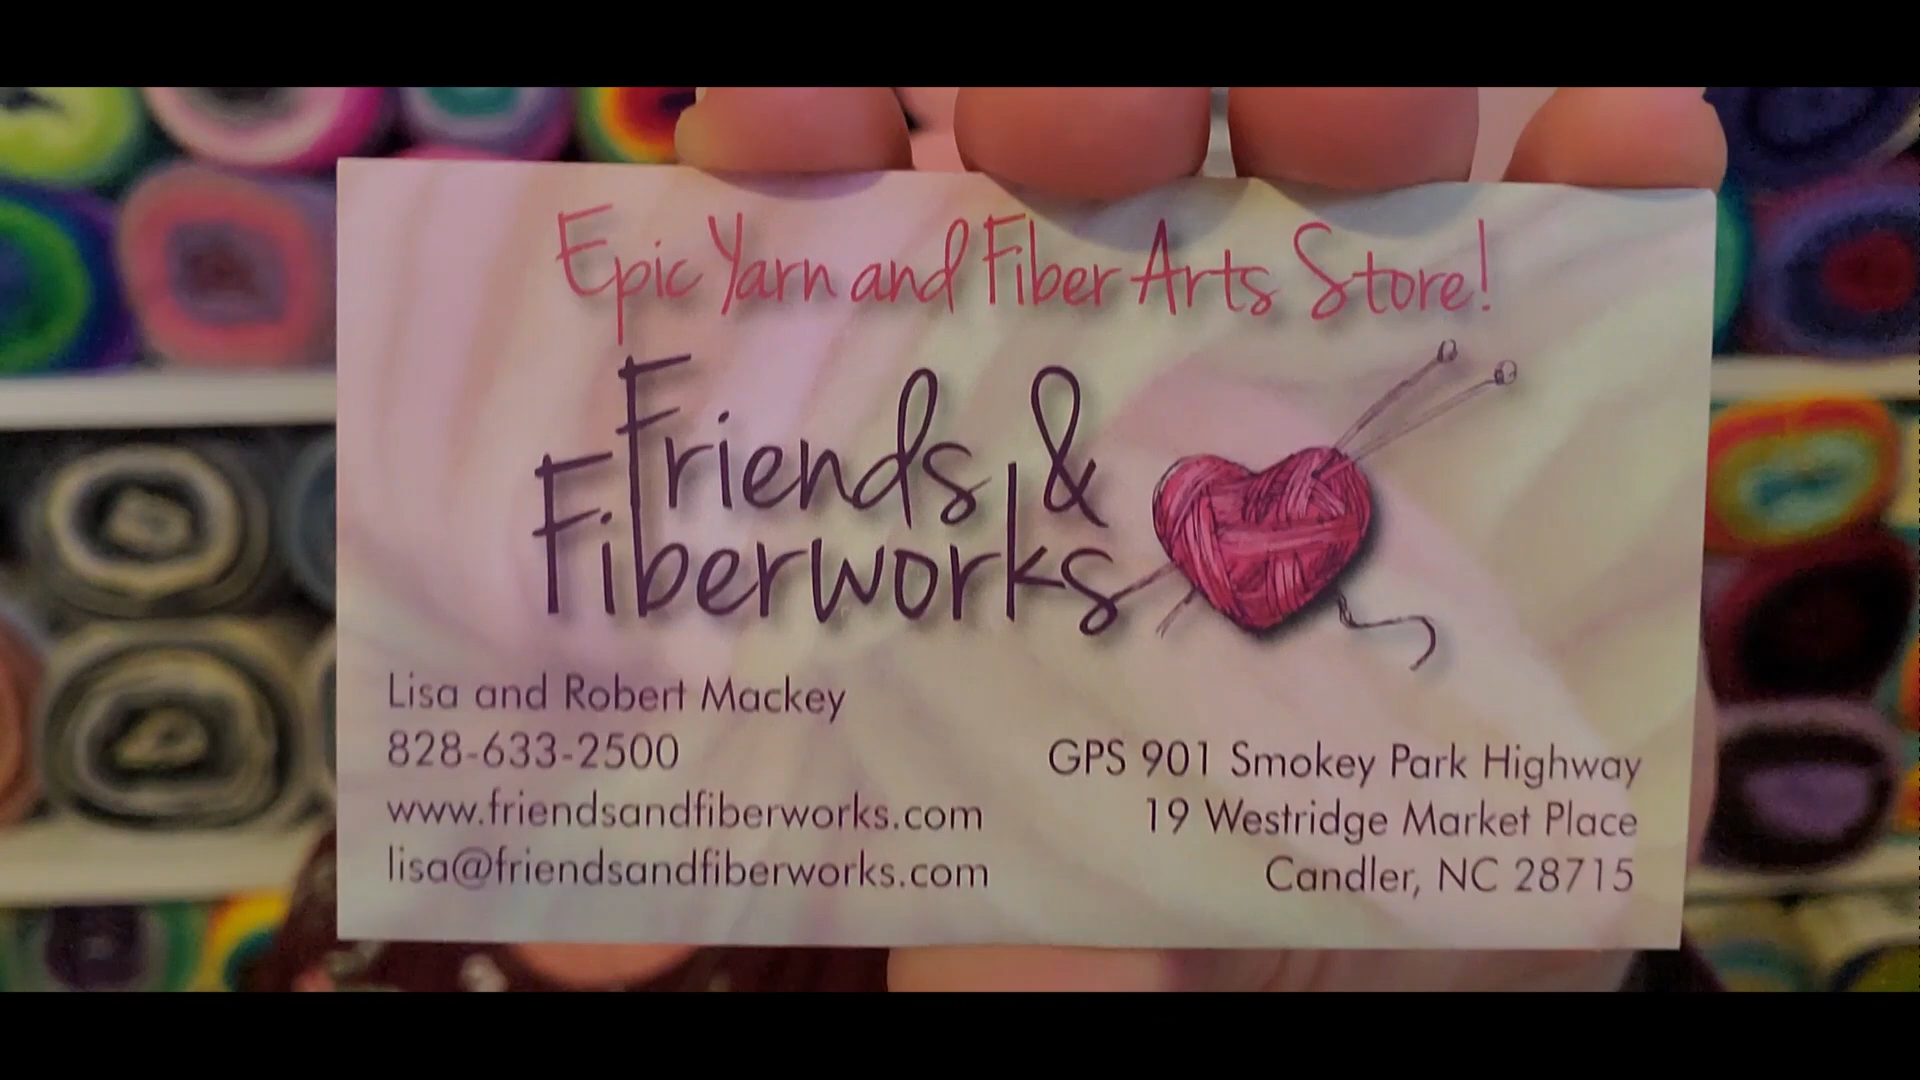 Epic Yarn and Fiber Arts Store!
Friends &
Fiberworks
Lisa and Robert Mackey
828-633-2500
www.friendsandfiberworks.com
lisa@friendsandfiberworks.com
GPS 901 Smokey Park Highway
19 Westridge Market Place
Candler, NC 28715